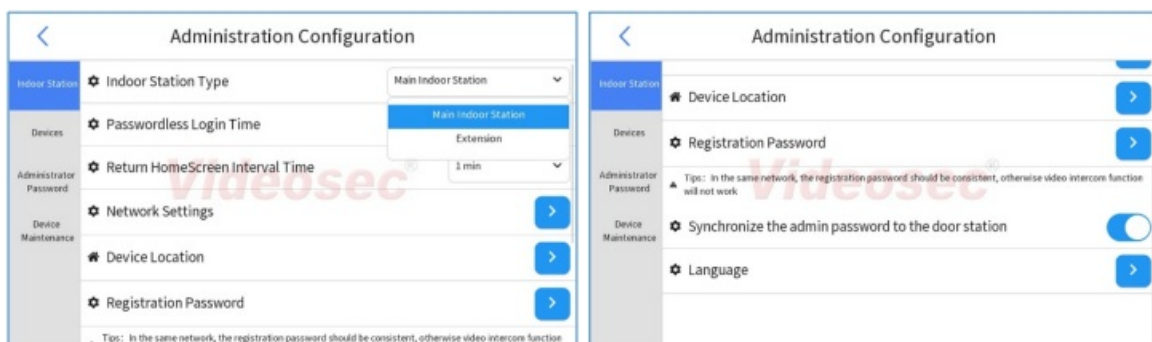 Administration Configuration
Indoor Station
Indoor Station Type
Main Indoor Station
Main Indoor Station
Extension
Devices
Passwordless Login Time
Administrator
Password
Return HomeScreen Interval Time
1 min
Device
Maintenance
Network Settings
Device Location
Registration Password
Tips: In the same network, the registration password should be consistent, otherwise video intercom function
Videosec®
Administration Configuration
Indoor Station
Device Location
Devices
Registration Password
Administrator
Password
Tips: In the same network, the registration password should be consistent, otherwise video intercom function
will not work
Device
Maintenance
Synchronize the admin password to the door station
Language
Videosec®